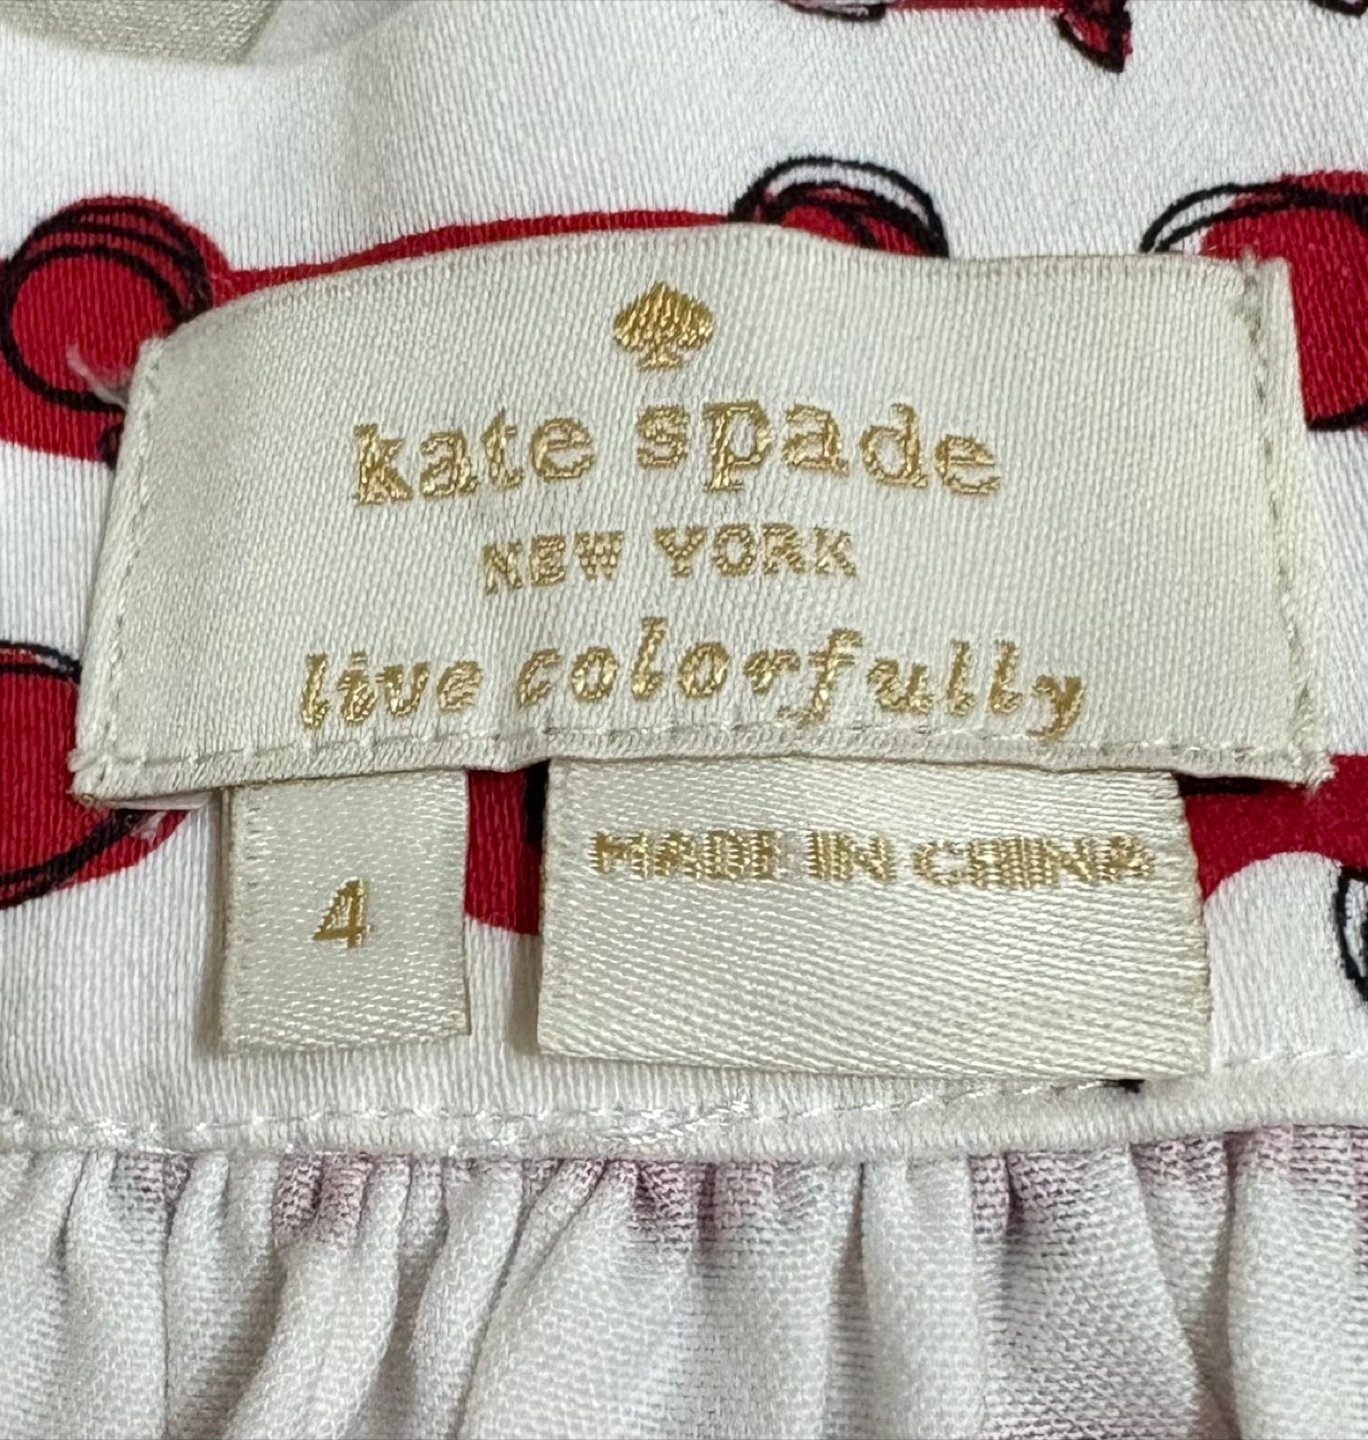 kate spade
NEW YORK
live colorfully
4
MADE IN CHINA